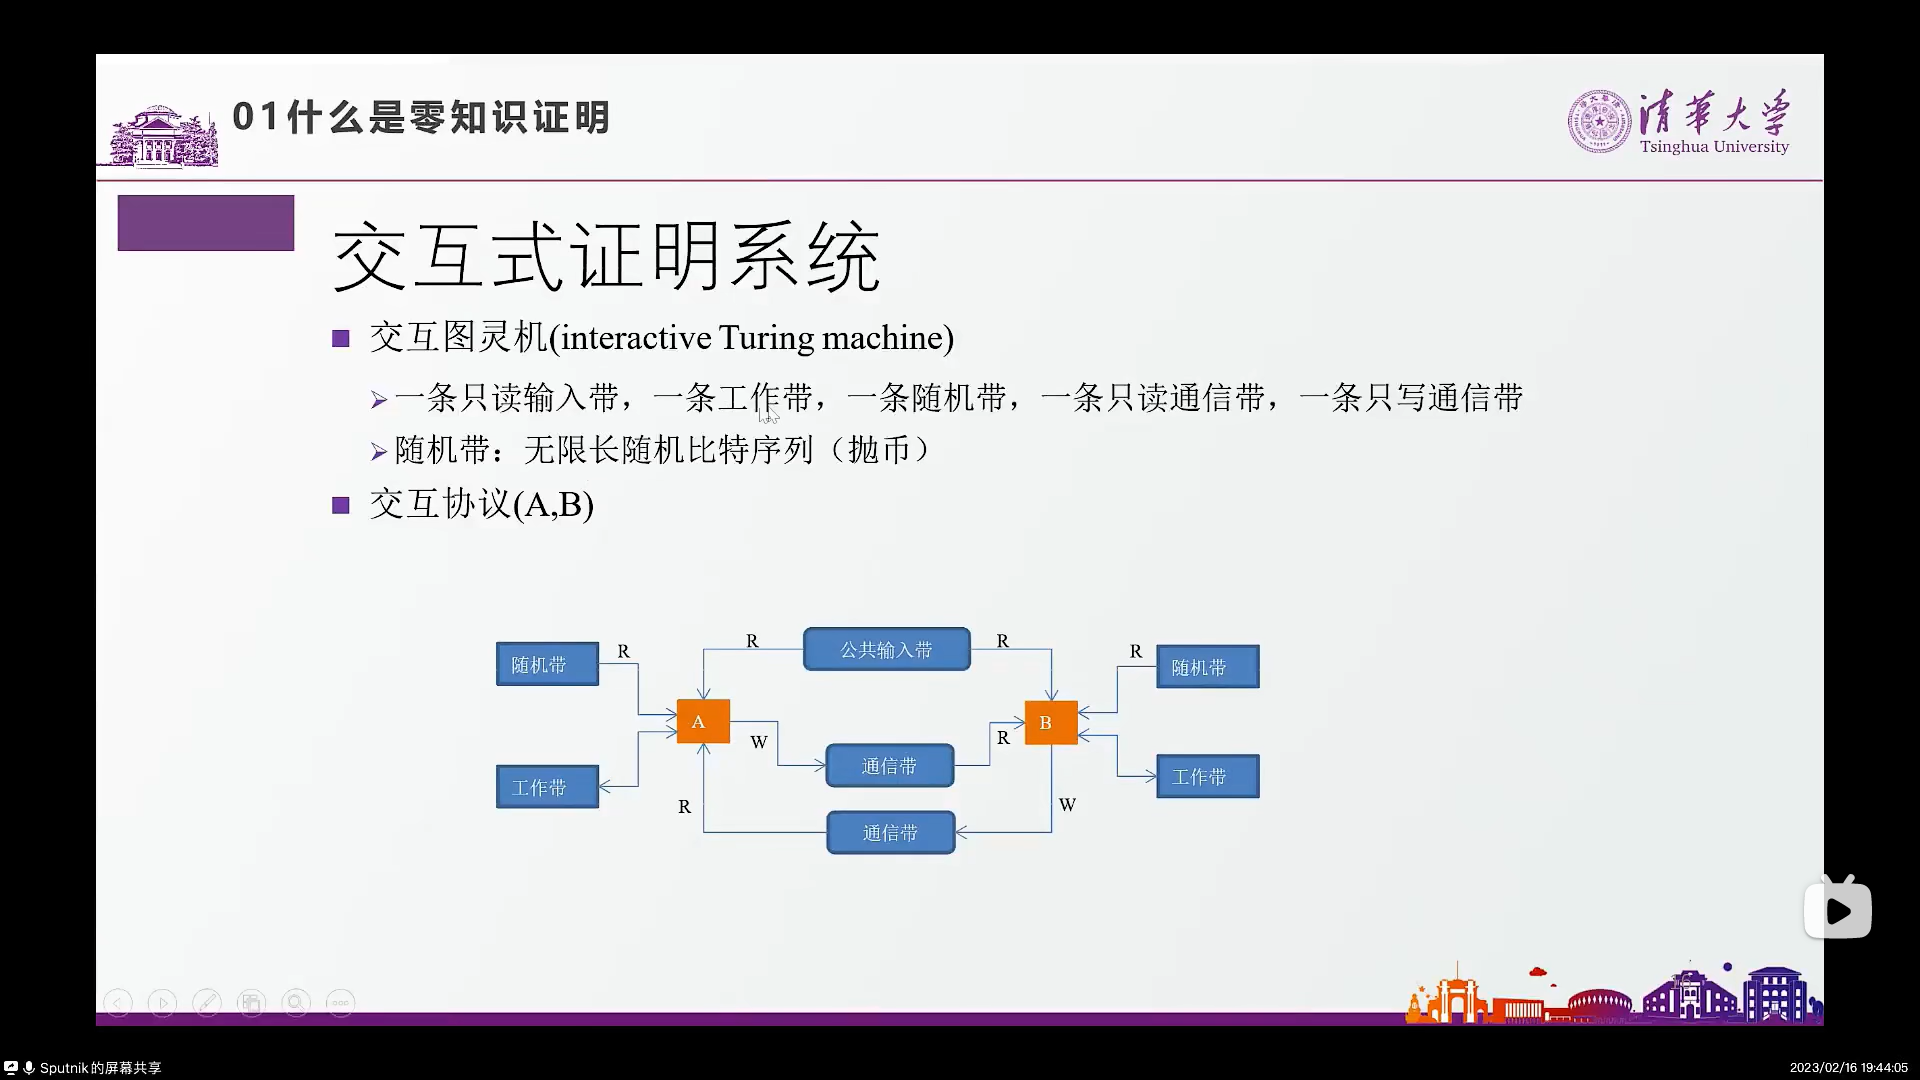 01什么是零知识证明
清華大学
Tsinghua University
交互式证明系统
交互图灵机(interactive Turing machine)
一条只读输入带，一条工作带，一条随机带，一条只读通信带，一条只写通信带
随机带：无限长随机比特序列（抛币）
交互协议(A,B)
随机带
R
R
公共输入带
R
R
随机带
A
B
W
通信带
R
工作带
工作带
R
通信带
W
16
Sputnik的屏幕共享
2023/02/16 19:44:05